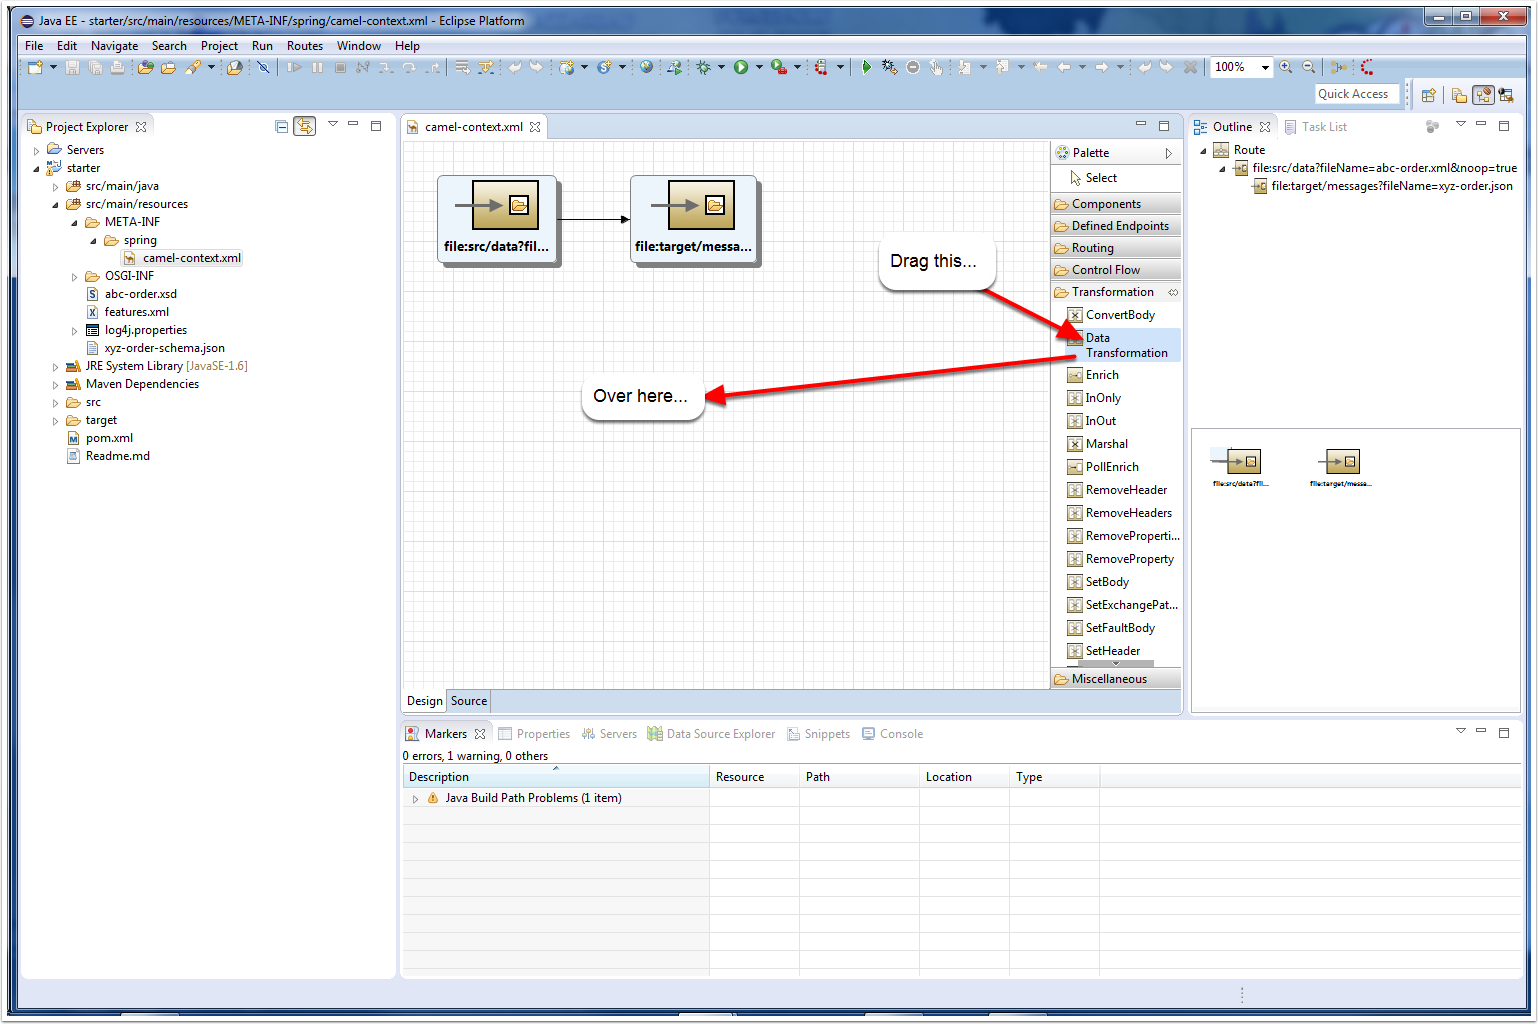 Java EE - starter/src/main/resources/META-INF/spring/camel-context.xml - Eclipse Platform
File Edit Navigate Search Project Run Routes Window Help
100%
Quick Access
Project Explorer
Servers
starter
src/main/java
src/main/resources
META-INF
spring
camel-context.xml
OSGI-INF
abc-order.xsd
features.xml
log4j.properties
xyz-order-schema.json
JRE System Library [JavaSE-1.6]
Maven Dependencies
src
target
pom.xml
Readme.md
camel-context.xml
file:src/data?fil...
file:target/messa...
Drag this...
Over here...
Design Source
Palette
Select
Components
Defined Endpoints
Routing
Control Flow
Transformation
ConvertBody
Data
Transformation
Enrich
InOnly
InOut
Marshal
PollEnrich
RemoveHeader
RemoveHeaders
RemoveProperti...
RemoveProperty
SetBody
SetExchangePat...
SetFaultBody
SetHeader
Miscellaneous
Outline Task List
Route
file:src/data?fileName=abc-order.xml&noop=true
file:target/messages?fileName=xyz-order.json
file:src/data?fil...
file:target/messa...
Markers Properties Servers Data Source Explorer Snippets Console
0 errors, 1 warning, 0 others
Description Resource Path Location Type
Java Build Path Problems (1 item)